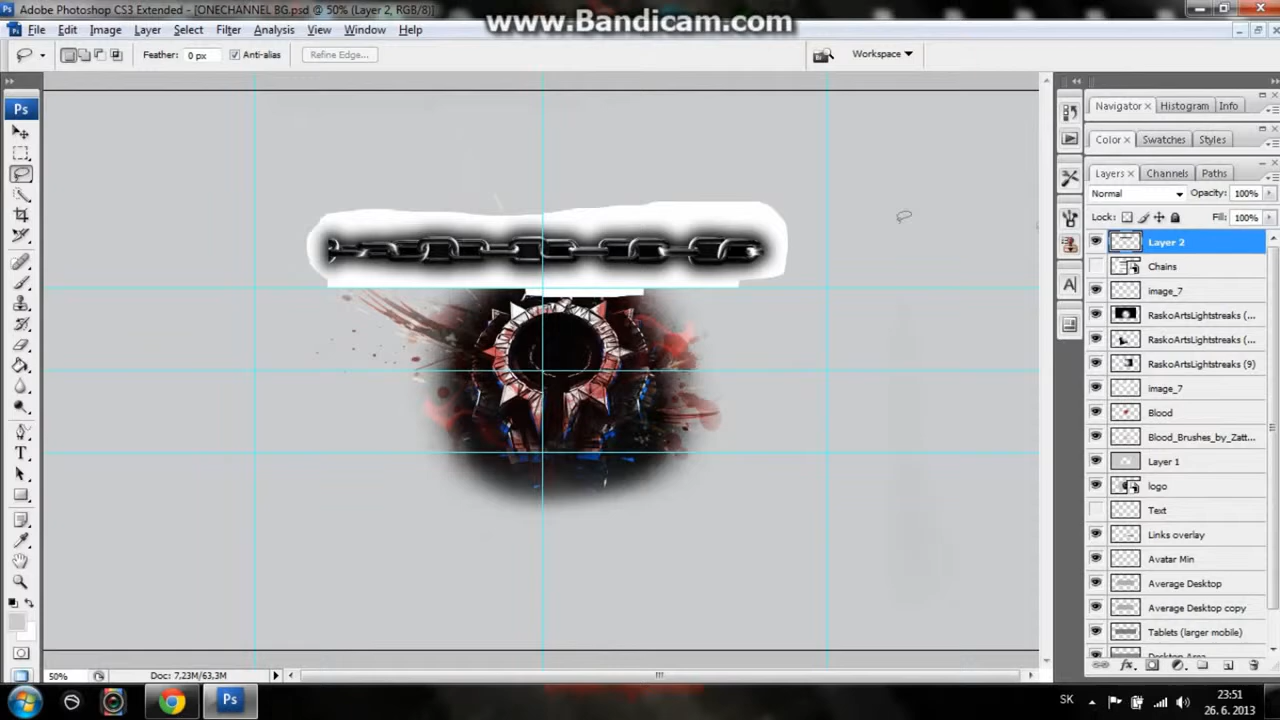 Adobe Photoshop CS3 Extended - [ONECHANNEL BG.psd @ 50% (Layer 2, RGB/8)]
www.Bandicam.com
File Edit Image Layer Select Filter Analysis View Window Help
Feather: 0 px Anti-alias Refine Edge... Workspace
Ps
Navigator Histogram Info
Color Swatches Styles
Layers Channels Paths
Normal Opacity: 100%
Lock: Fill: 100%
Layer 2
Chains
image_7
RaskoArtsLightstreaks (...
RaskoArtsLightstreaks (...
RaskoArtsLightstreaks (9)
image_7
Blood
Blood_Brushes_by_Zatt...
Layer 1
logo
Text
Links overlay
Avatar Min
Average Desktop
Average Desktop copy
Tablets (larger mobile)
Desktop Area
50% Doc: 7,23M/63,3M
Ps SK 23:51
26. 6. 2013